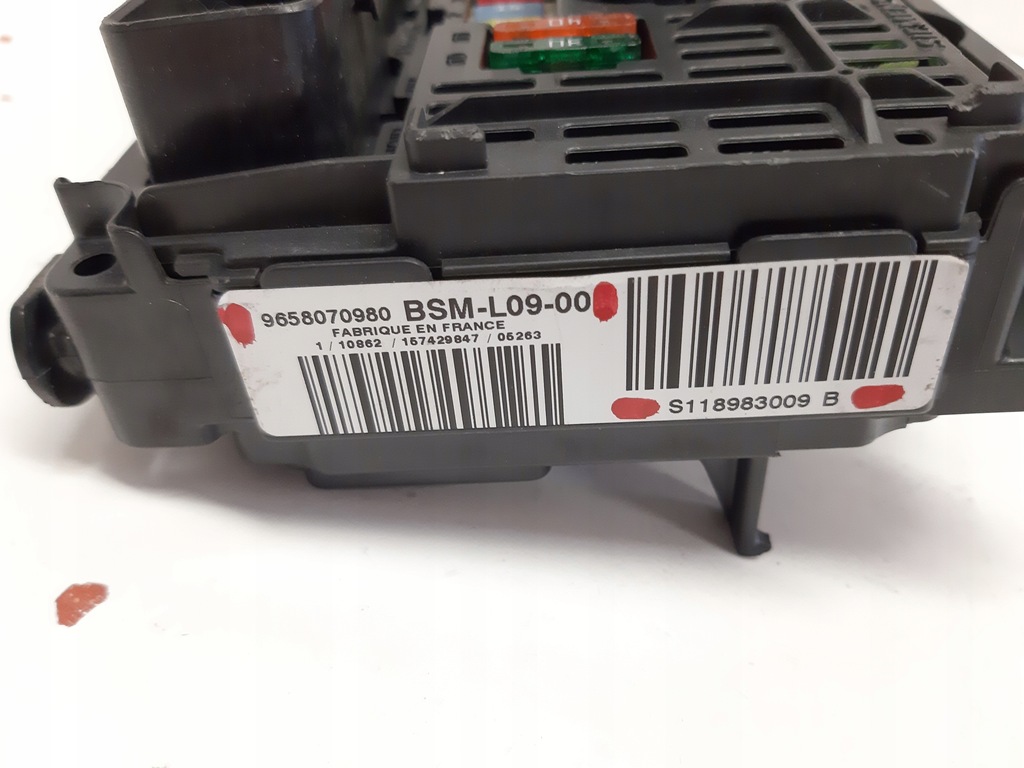 9658070980 BSM-L09-00
FABRIQUE EN FRANCE
1 / 10862 / 157429847 / 05263
S118983009 B